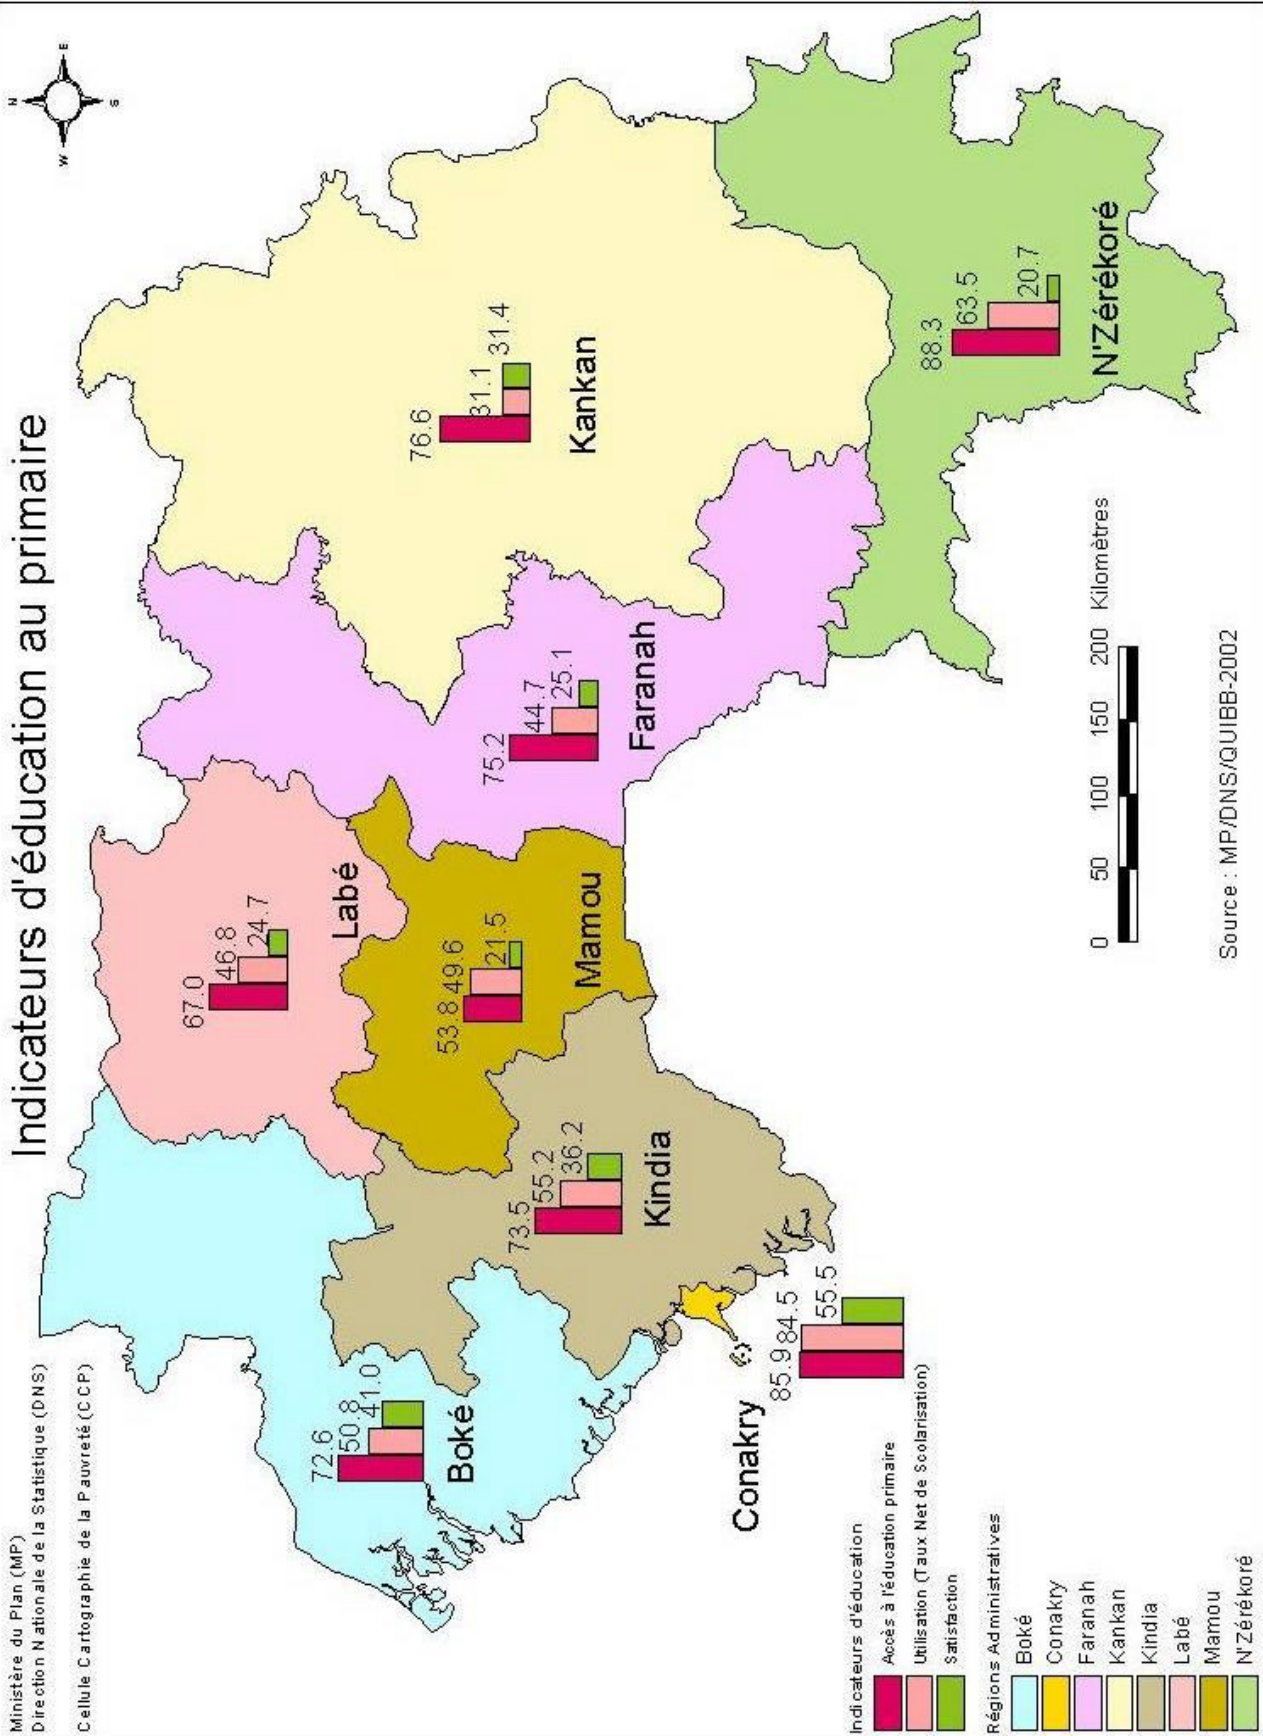 Indicateurs d'éducation au primaire
Ministère du Plan (MP)
Direction Nationale de la Statistique (DNS)
Cellule Cartographie de la Pauvreté (CCP)
N
W
E
S
72.6
50.8
41.0
Boké
67.0
46.8
24.7
Labé
53.8
49.6
21.5
Mamou
73.5
55.2
36.2
Kindia
85.9
84.5
55.5
Conakry
75.2
44.7
25.1
Faranah
76.6
31.1
31.4
Kankan
88.3
63.5
20.7
N'Zérékoré
Indicateurs d'éducation
Accès à l'éducation primaire
Utilisation (Taux Net de Scolarisation)
Satisfaction
Régions Administratives
Boké
Conakry
Faranah
Kankan
Kindia
Labé
Mamou
N'Zérékoré
0 50 100 150 200 Kilomètres
Source : MP/DNS/QUIBB-2002